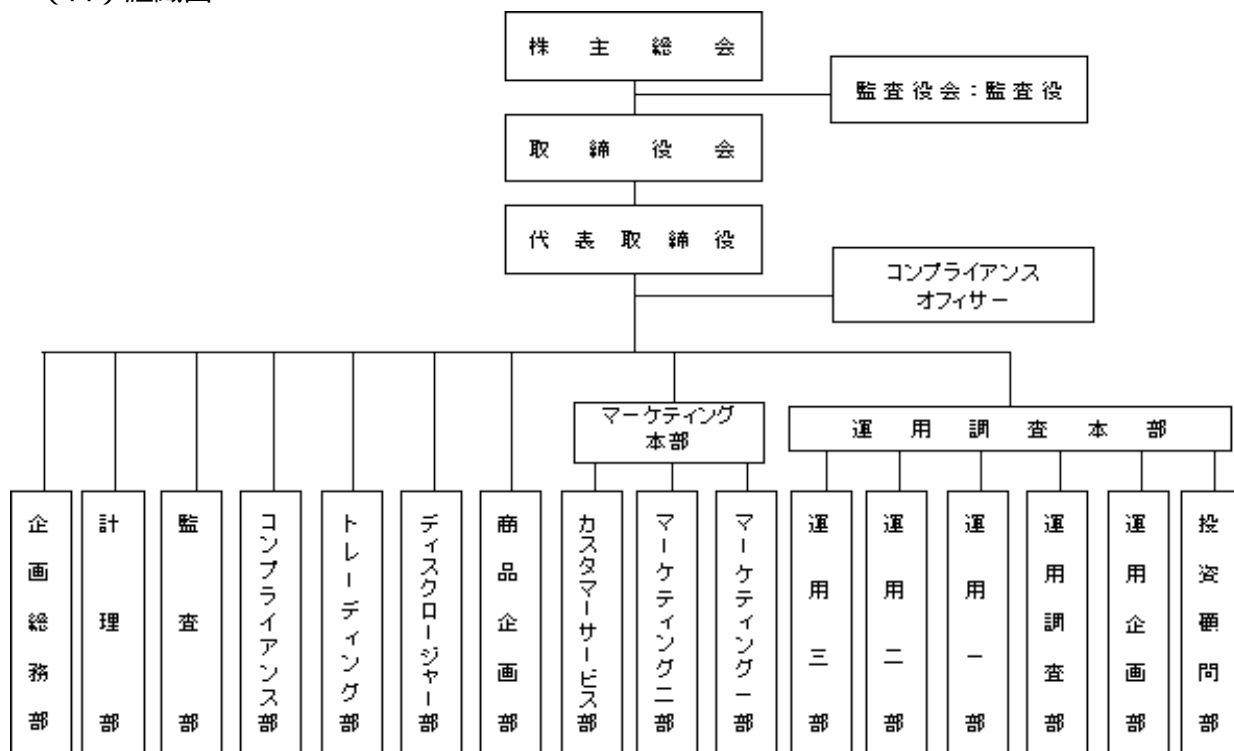 株主総会
監査役会：監査役
取締役会
代表取締役
コンプライアンス
オフィサー
マーケティング
本部
運用調査本部
企画総務部
計理部
監査部
コンプライアンス部
トレーディング部
ディスクロージャー部
商品企画部
カスタマーサービス部
マーケティング二部
マーケティング一部
運用三部
運用二部
運用一部
運用調査部
運用企画部
投資顧問部